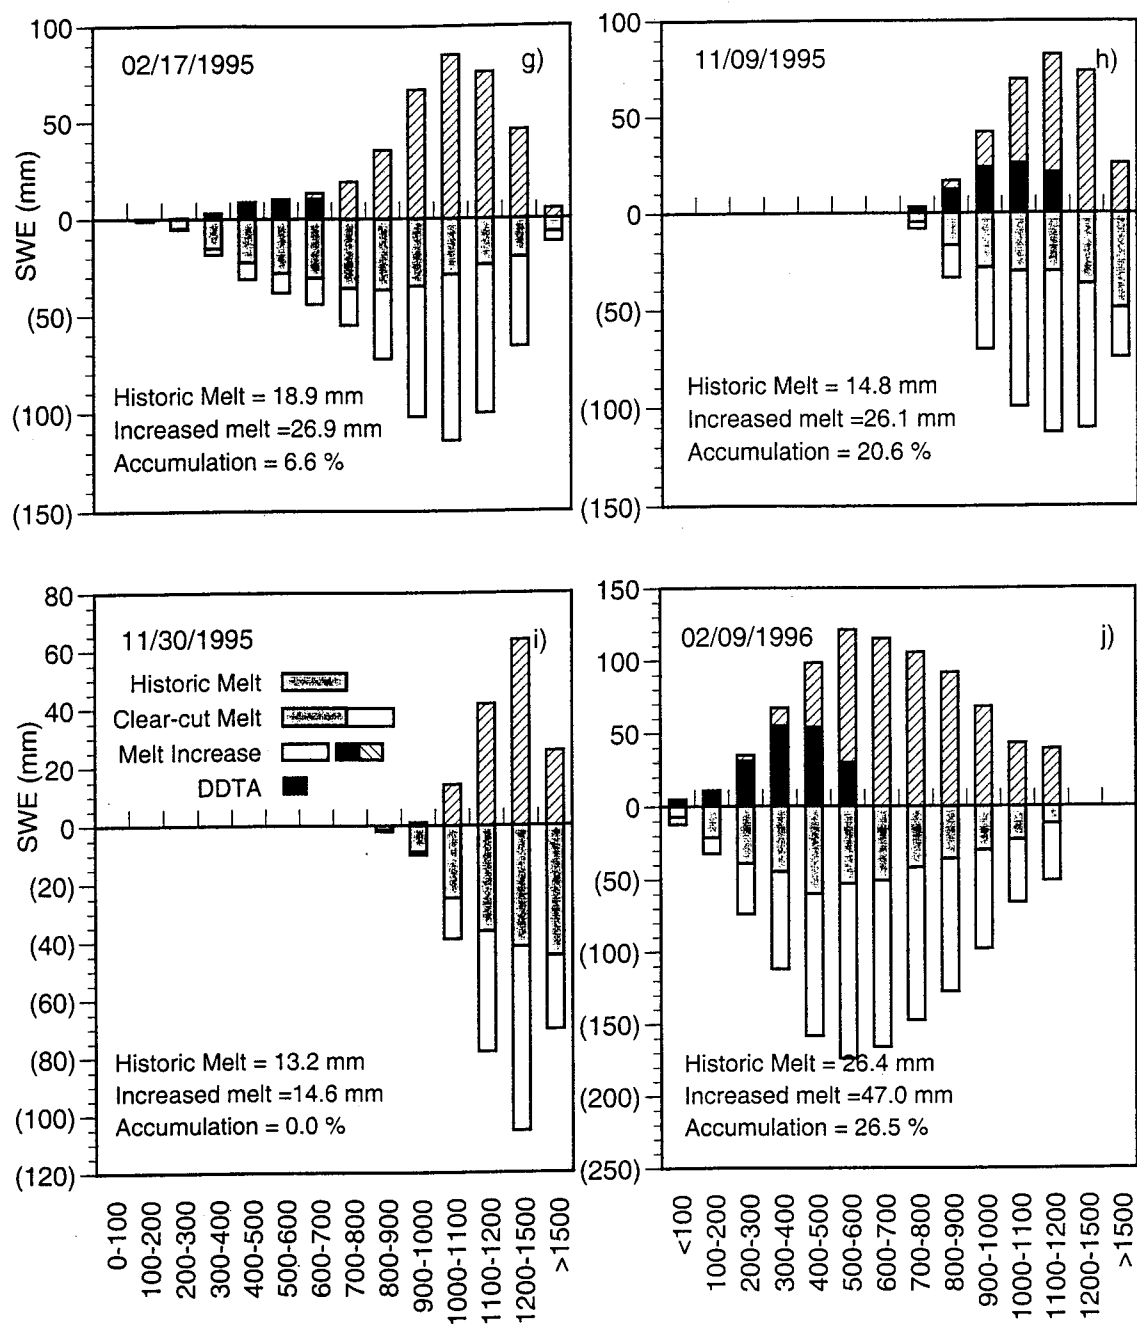 100
50
0
(50)
(100)
(150)
SWE (mm)
02/17/1995
g)
Historic Melt = 18.9 mm
Increased melt =26.9 mm
Accumulation = 6.6 %
100
50
0
(50)
(100)
(150)
11/09/1995
h)
Historic Melt = 14.8 mm
Increased melt =26.1 mm
Accumulation = 20.6 %
80
60
40
20
0
(20)
(40)
(60)
(80)
(100)
(120)
SWE (mm)
11/30/1995
i)
Historic Melt
Clear-cut Melt
Melt Increase
DDTA
Historic Melt = 13.2 mm
Increased melt =14.6 mm
Accumulation = 0.0 %
0-100
100-200
200-300
300-400
400-500
500-600
600-700
700-800
800-900
900-1000
1000-1100
1100-1200
1200-1500
>1500
150
100
50
0
(50)
(100)
(150)
(200)
(250)
02/09/1996
j)
Historic Melt = 26.4 mm
Increased melt =47.0 mm
Accumulation = 26.5 %
<100
100-200
200-300
300-400
400-500
500-600
600-700
700-800
800-900
900-1000
1000-1100
1100-1200
1200-1500
>1500